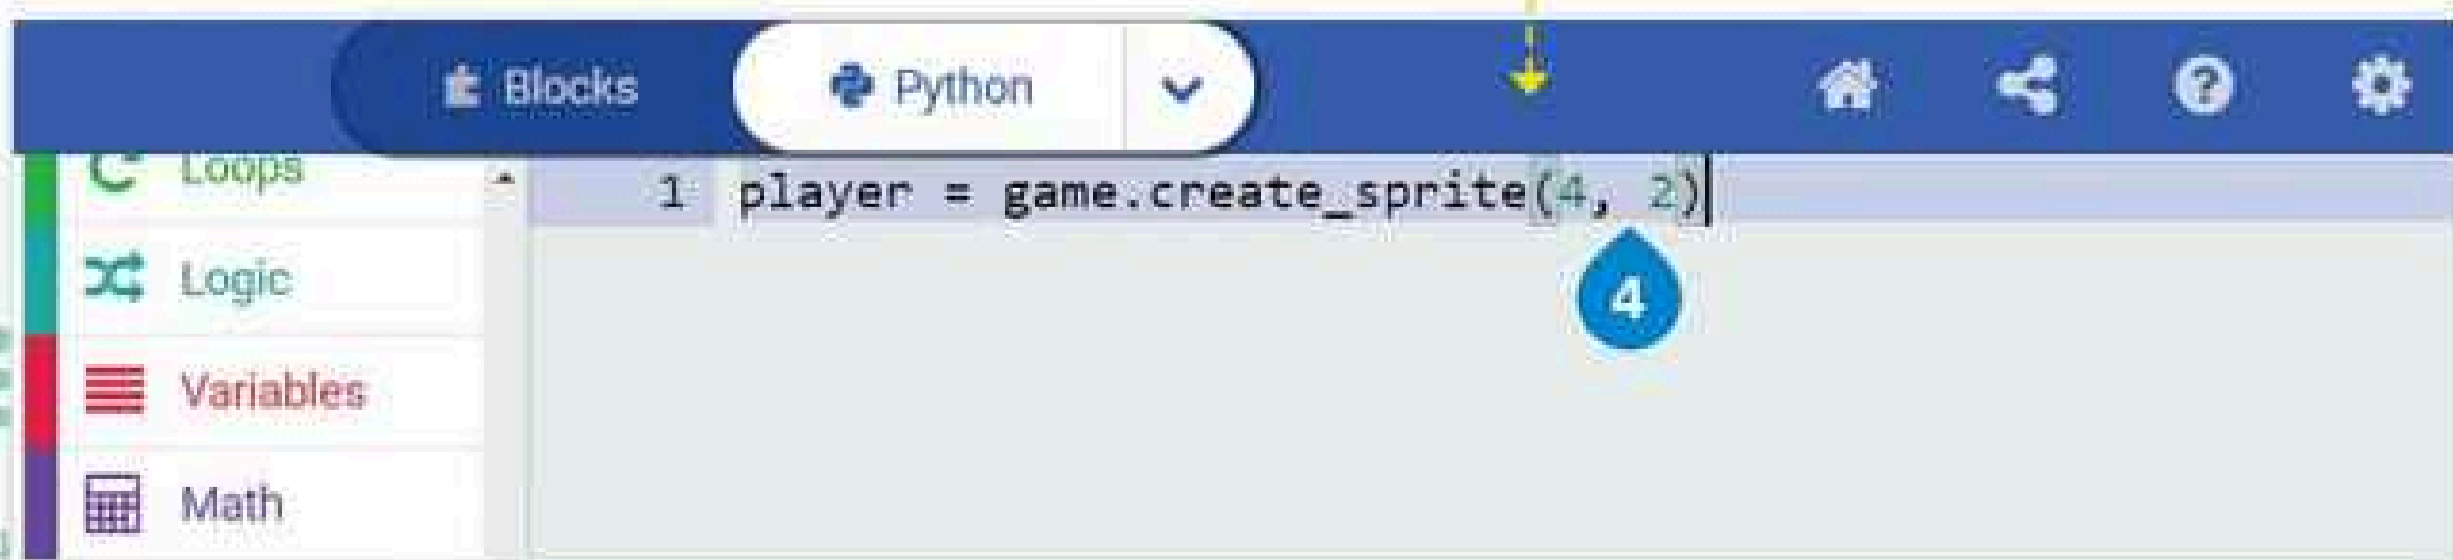 Blocks Python
Loops
1 player = game.create_sprite(4, 2)
Logic
4
Variables
Math